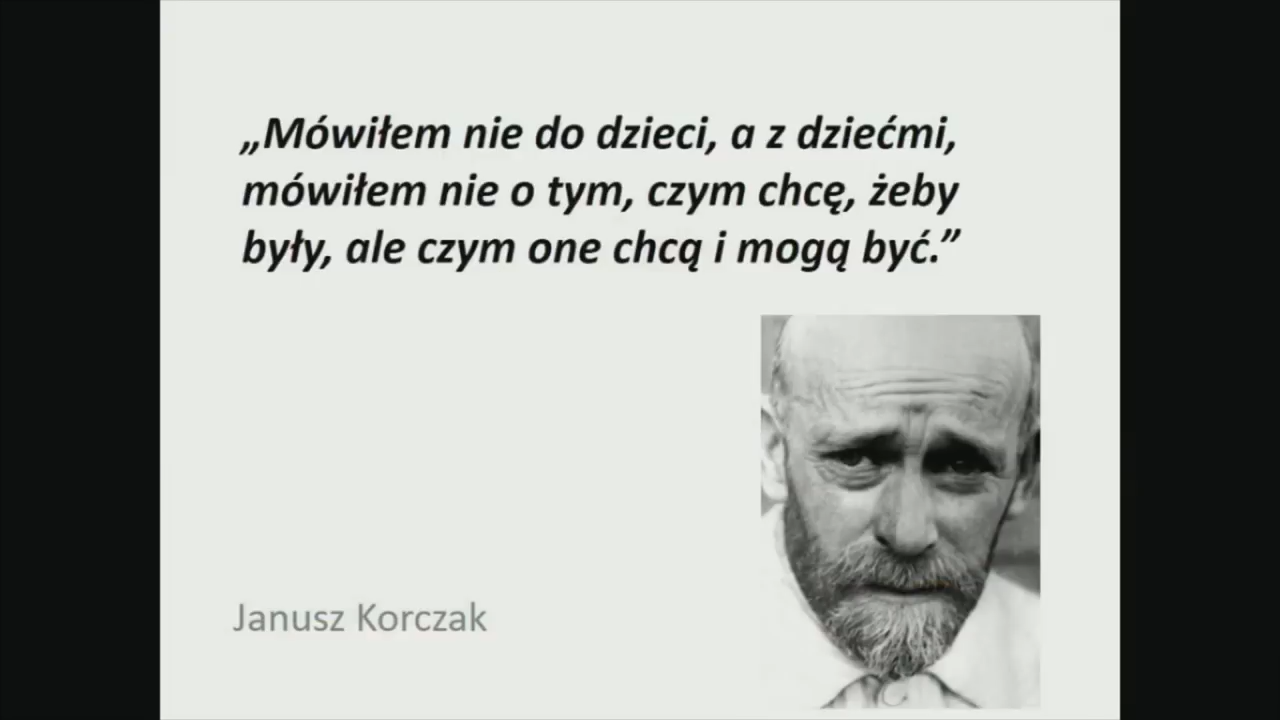 „Mówiłem nie do dzieci, a z dziećmi,
mówiłem nie o tym, czym chcę, żeby
były, ale czym one chcą i mogą być.”
Janusz Korczak